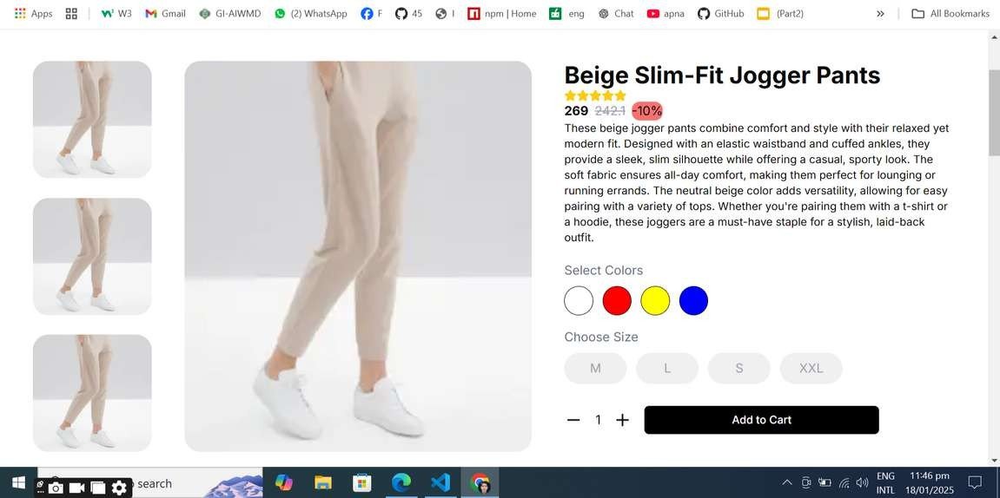 Apps W3 Gmail GI-AIWMD (2) WhatsApp F 45 I npm | Home eng Chat apna GitHub (Part2) » All Bookmarks
Beige Slim-Fit Jogger Pants
269 242.1 -10%
These beige jogger pants combine comfort and style with their relaxed yet
modern fit. Designed with an elastic waistband and cuffed ankles, they
provide a sleek, slim silhouette while offering a casual, sporty look. The
soft fabric ensures all-day comfort, making them perfect for lounging or
running errands. The neutral beige color adds versatility, allowing for easy
pairing with a variety of tops. Whether you're pairing them with a t-shirt or
a hoodie, these joggers are a must-have staple for a stylish, laid-back
outfit.
Select Colors
Choose Size
M L S XXL
1 Add to Cart
search
ENG 11:46 pm
INTL 18/01/2025